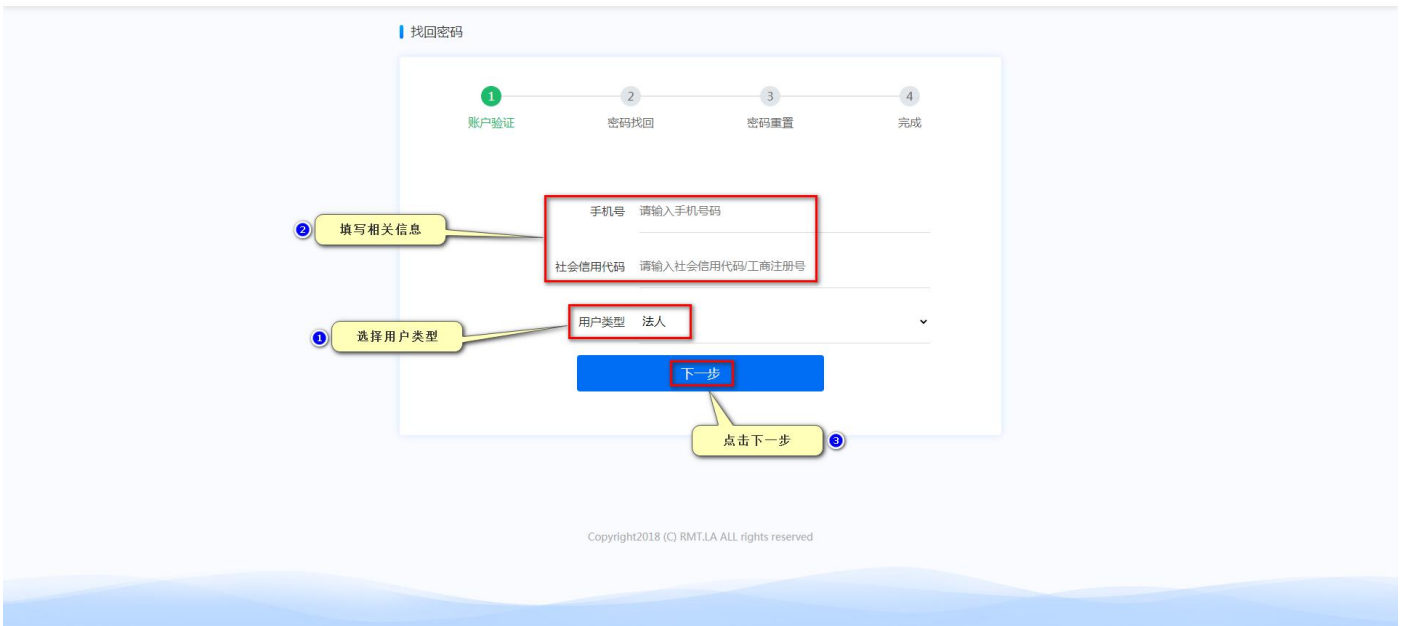 找回密码
1 2 3 4
账户验证 密码找回 密码重置 完成
手机号 请输入手机号码
2 填写相关信息
社会信用代码 请输入社会信用代码/工商注册号
用户类型 法人
1 选择用户类型
下一步
点击下一步 3
Copyright2018 (C) RMT.LA ALL rights reserved